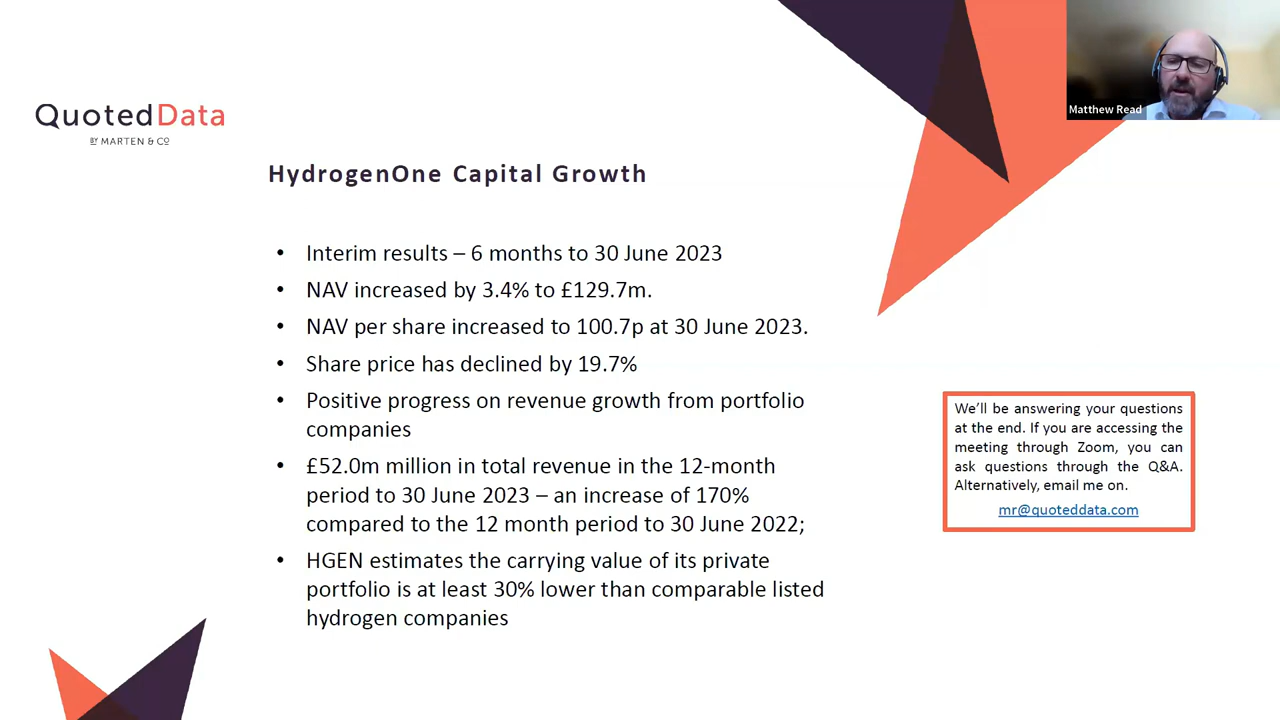 QuotedData
BY MARTEN & CO
Matthew Read
HydrogenOne Capital Growth
• Interim results – 6 months to 30 June 2023
• NAV increased by 3.4% to £129.7m.
• NAV per share increased to 100.7p at 30 June 2023.
• Share price has declined by 19.7%
• Positive progress on revenue growth from portfolio
companies
• £52.0m million in total revenue in the 12-month
period to 30 June 2023 – an increase of 170%
compared to the 12 month period to 30 June 2022;
• HGEN estimates the carrying value of its private
portfolio is at least 30% lower than comparable listed
hydrogen companies
We’ll be answering your questions
at the end. If you are accessing the
meeting through Zoom, you can
ask questions through the Q&A.
Alternatively, email me on.
mr@quoteddata.com